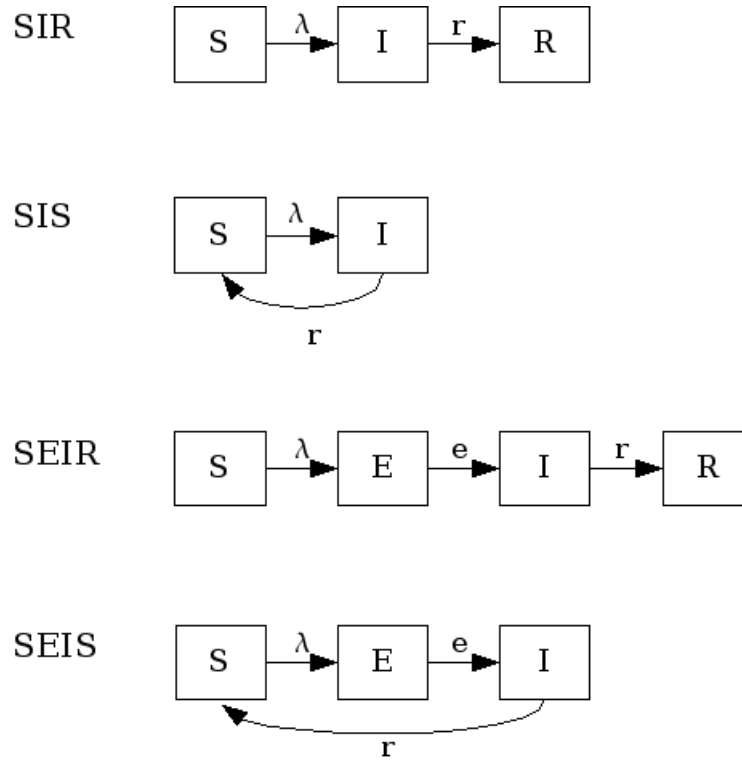 SIR S λ I r R
SIS S λ I
r
SEIR S λ E e I r R
SEIS S λ E e I
r